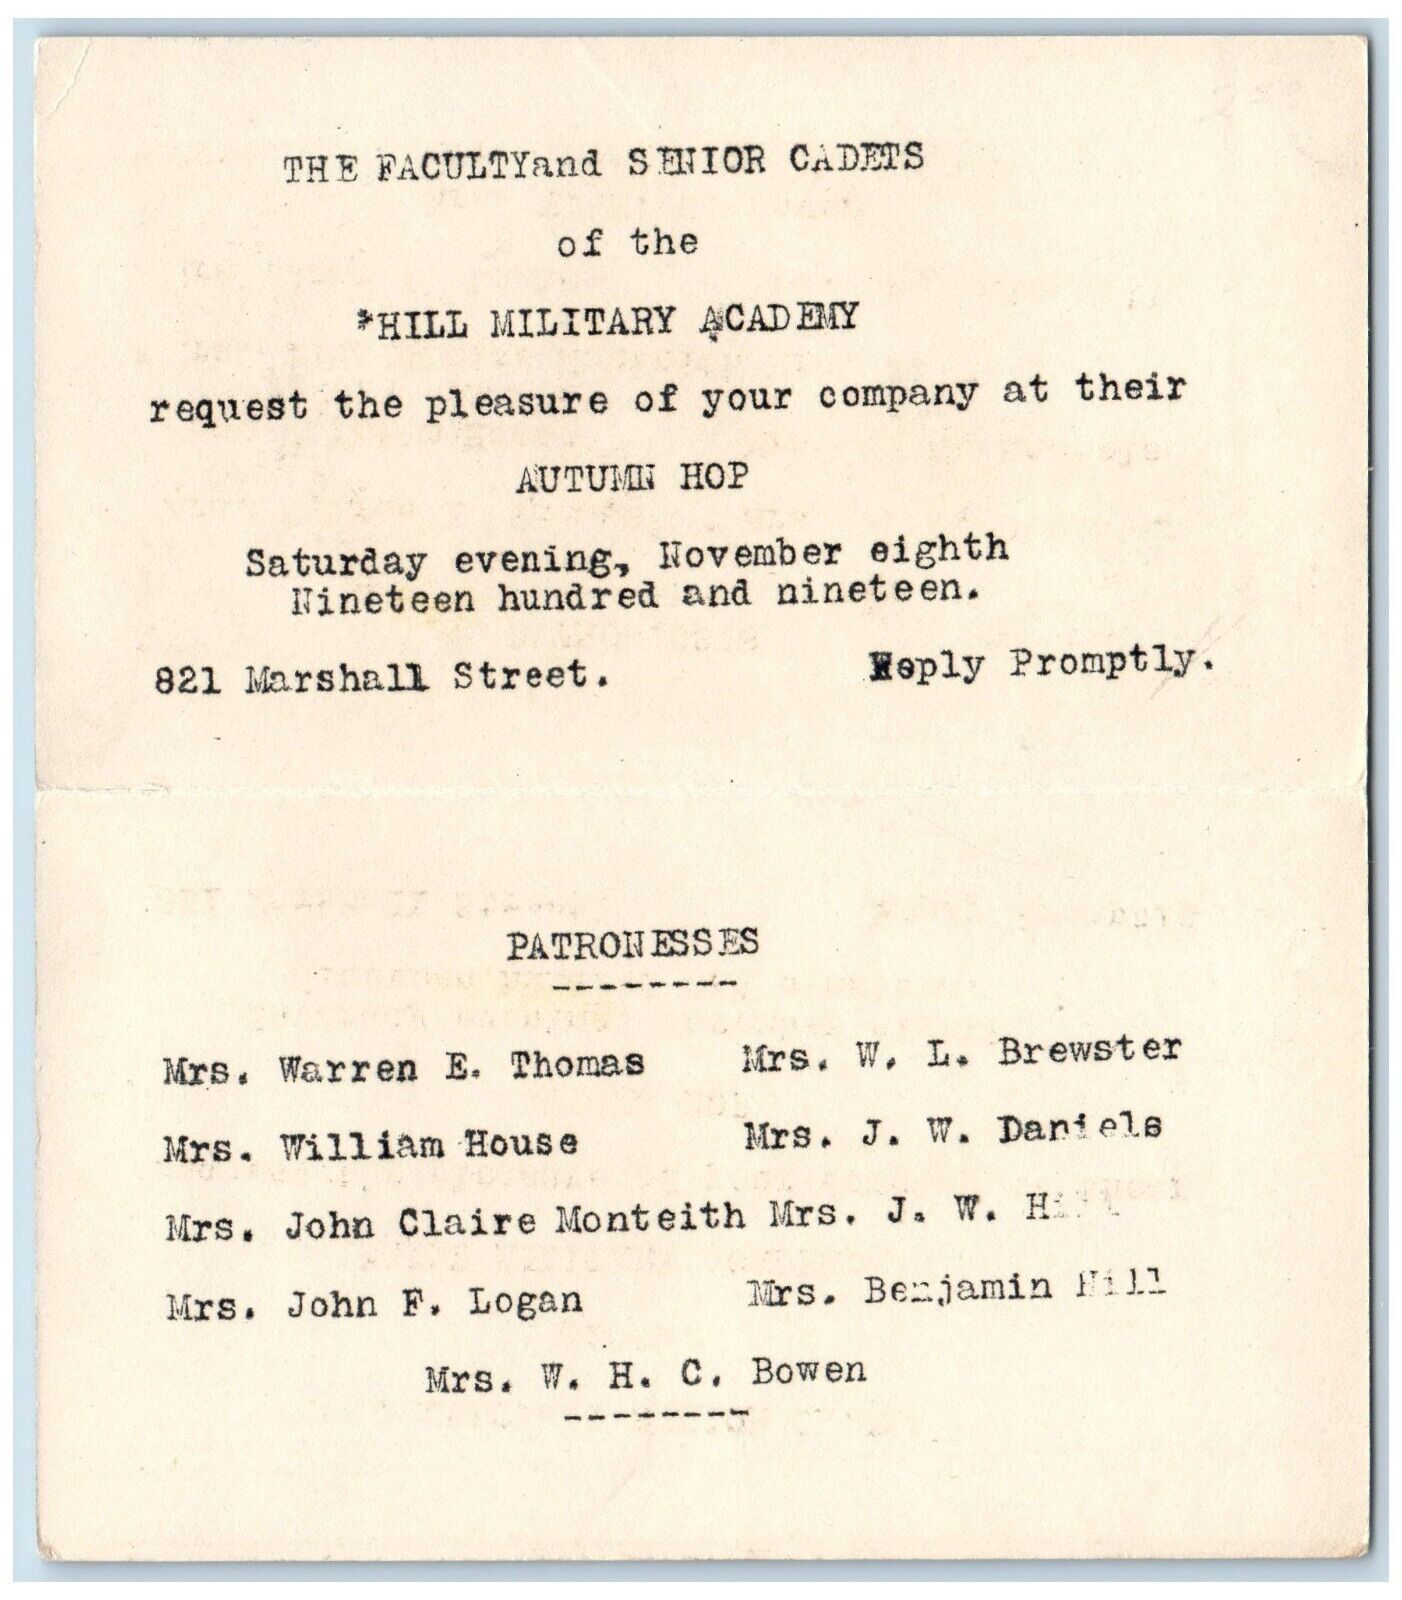 THE FACULTYand SENIOR CADETS
of the
*HILL MILITARY ACADEMY
request the pleasure of your company at their
AUTUMN HOP
Saturday evening, November eighth
Nineteen hundred and nineteen.
821 Marshall Street. Reply Promptly.
PATRONESSES
--------
Mrs. Warren E. Thomas Mrs. W. L. Brewster
Mrs. William House Mrs. J. W. Daniels
Mrs. John Claire Monteith Mrs. J. W.
Mrs. John F. Logan Mrs. Benjamin Hill
Mrs. W. H. C. Bowen
--------